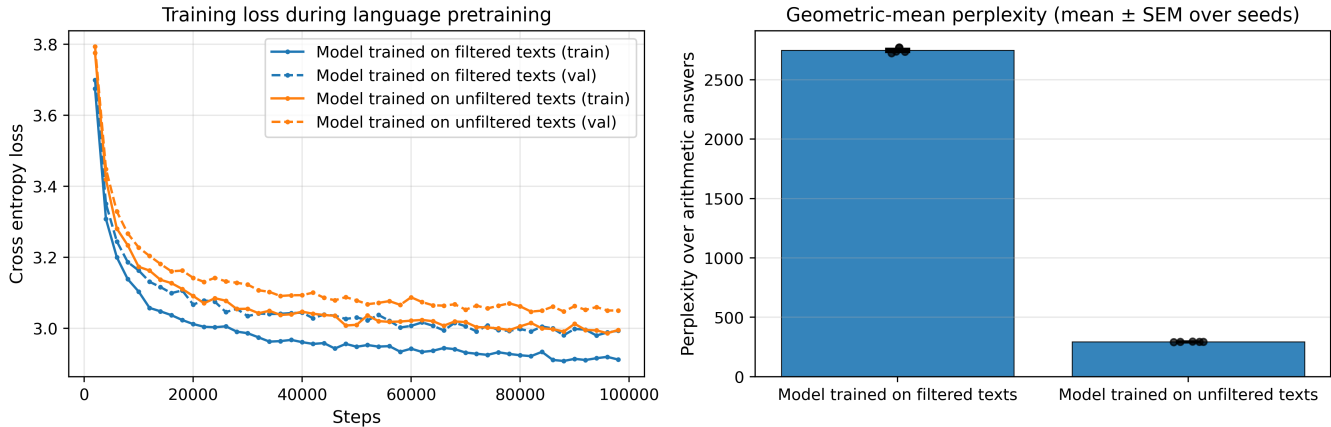 Training loss during language pretraining
Cross entropy loss
3.8
3.6
3.4
3.2
3.0
Model trained on filtered texts (train)
Model trained on filtered texts (val)
Model trained on unfiltered texts (train)
Model trained on unfiltered texts (val)
0
20000
40000
60000
80000
100000
Steps
Geometric-mean perplexity (mean ± SEM over seeds)
Perplexity over arithmetic answers
2500
2000
1500
1000
500
0
Model trained on filtered texts
Model trained on unfiltered texts